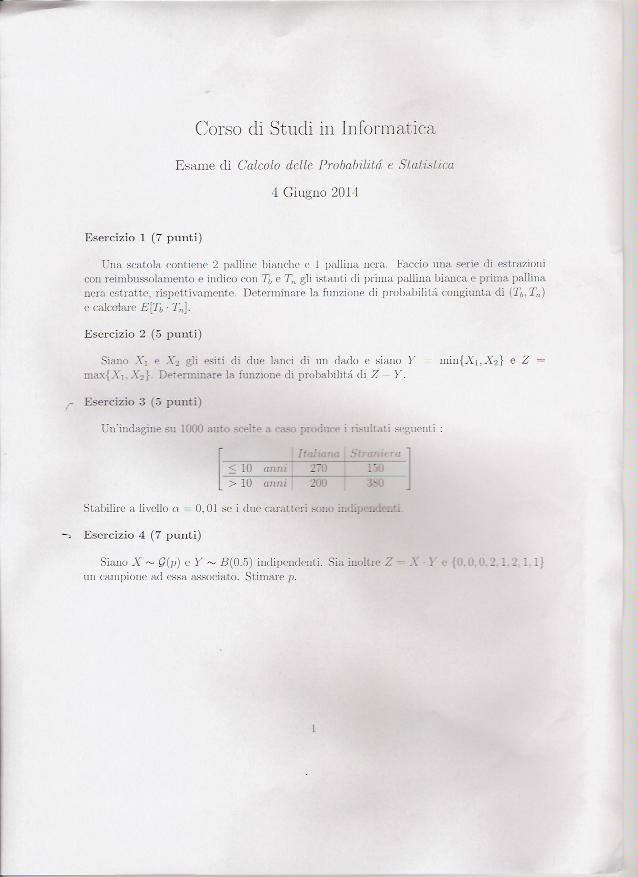 Corso di Studi in Informatica
Esame di Calcolo delle Probabilitá e Statistica
4 Giugno 2014
Esercizio 1 (7 punti)
Una scatola contiene 2 palline bianche e 1 pallina nera. Faccio una serie di estrazioni
con reimbussolamento e indico con T_b e T_n gli istanti di prima pallina bianca e prima pallina
nera estratte, rispettivamente. Determinare la funzione di probabilitá congiunta di (T_b, T_n)
e calcolare E[T_b · T_n].
Esercizio 2 (5 punti)
Siano X_1 e X_2 gli esiti di due lanci di un dado e siano Y = min{X_1, X_2} e Z =
max{X_1, X_2}. Determinare la funzione di probabilitá di Z − Y.
Esercizio 3 (5 punti)
Un'indagine su 1000 auto scelte a caso produce i risultati seguenti :
Italiana Straniera
≤ 10 anni 270 150
> 10 anni 200 380
Stabilire a livello α = 0,01 se i due caratteri sono indipendenti.
Esercizio 4 (7 punti)
Siano X ∼ G(p) e Y ∼ B(0.5) indipendenti. Sia inoltre Z = X · Y e {0, 0, 0, 2, 1, 2, 1, 1}
un campione ad essa associato. Stimare p.
1